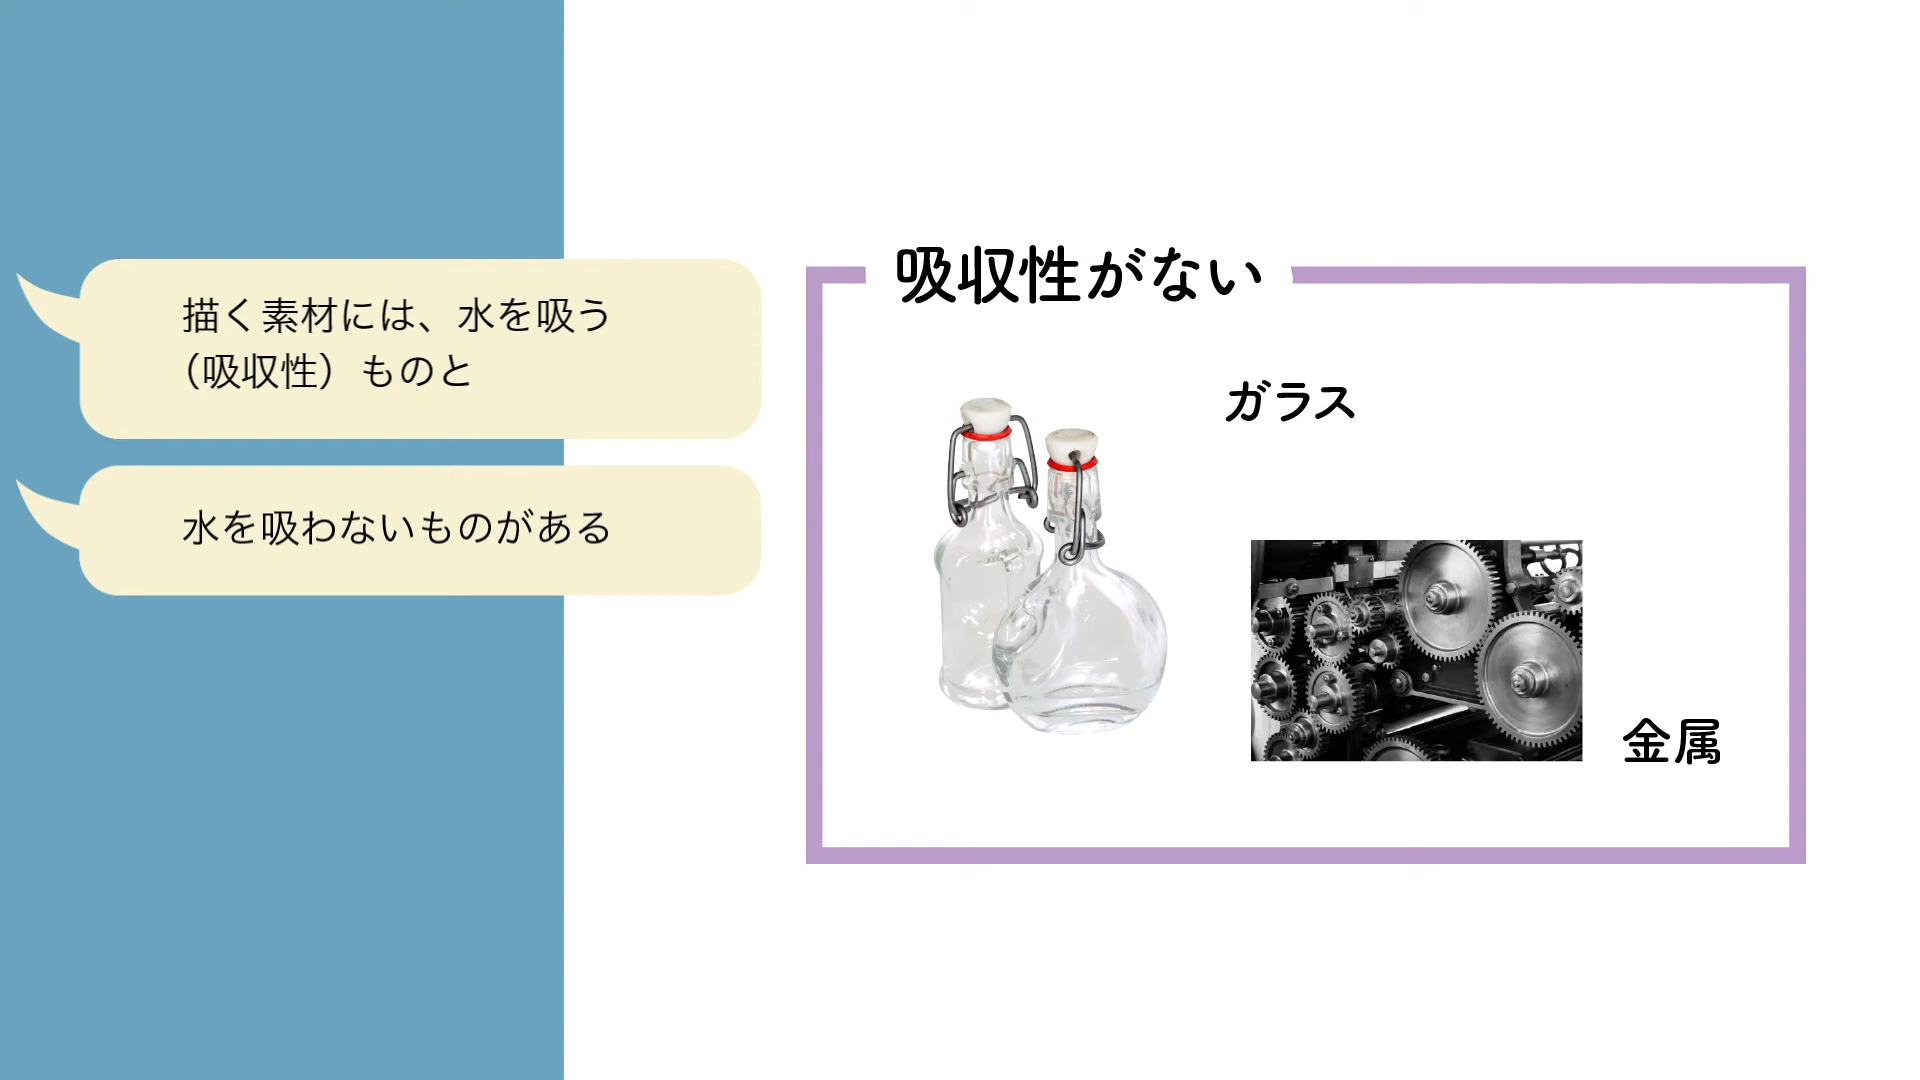 描く素材には、水を吸う
（吸収性）ものと
水を吸わないものがある
吸収性がない
ガラス
金属